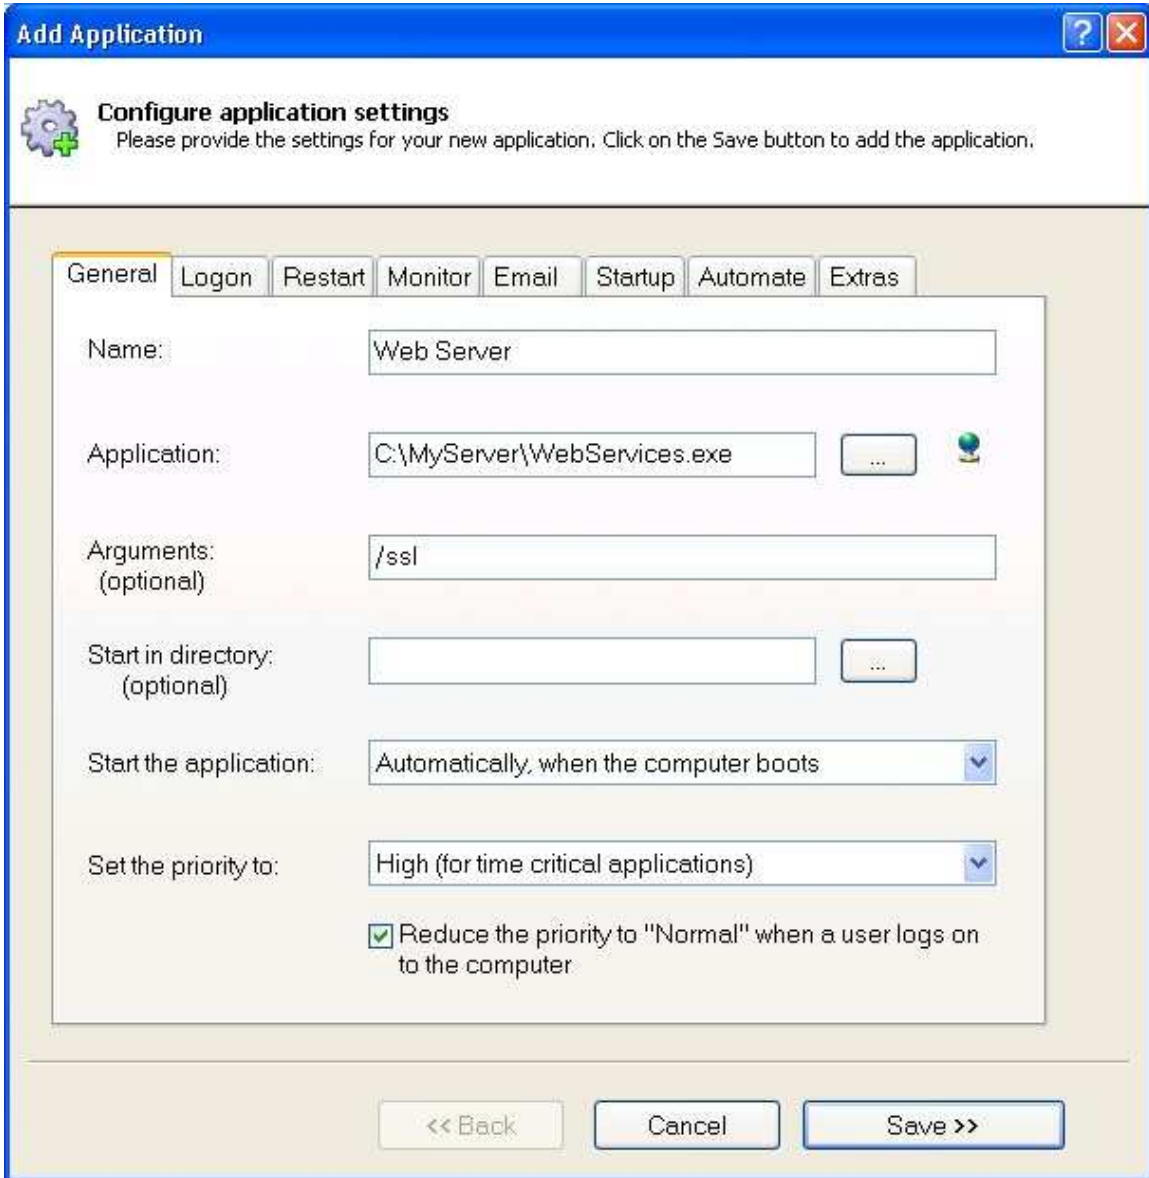 Add Application
Configure application settings
Please provide the settings for your new application. Click on the Save button to add the application.
General Logon Restart Monitor Email Startup Automate Extras
Name: Web Server
Application: C:\MyServer\WebServices.exe ...
Arguments: /ssl
(optional)
Start in directory: ...
(optional)
Start the application: Automatically, when the computer boots
Set the priority to: High (for time critical applications)
Reduce the priority to "Normal" when a user logs on
to the computer
<< Back Cancel Save >>